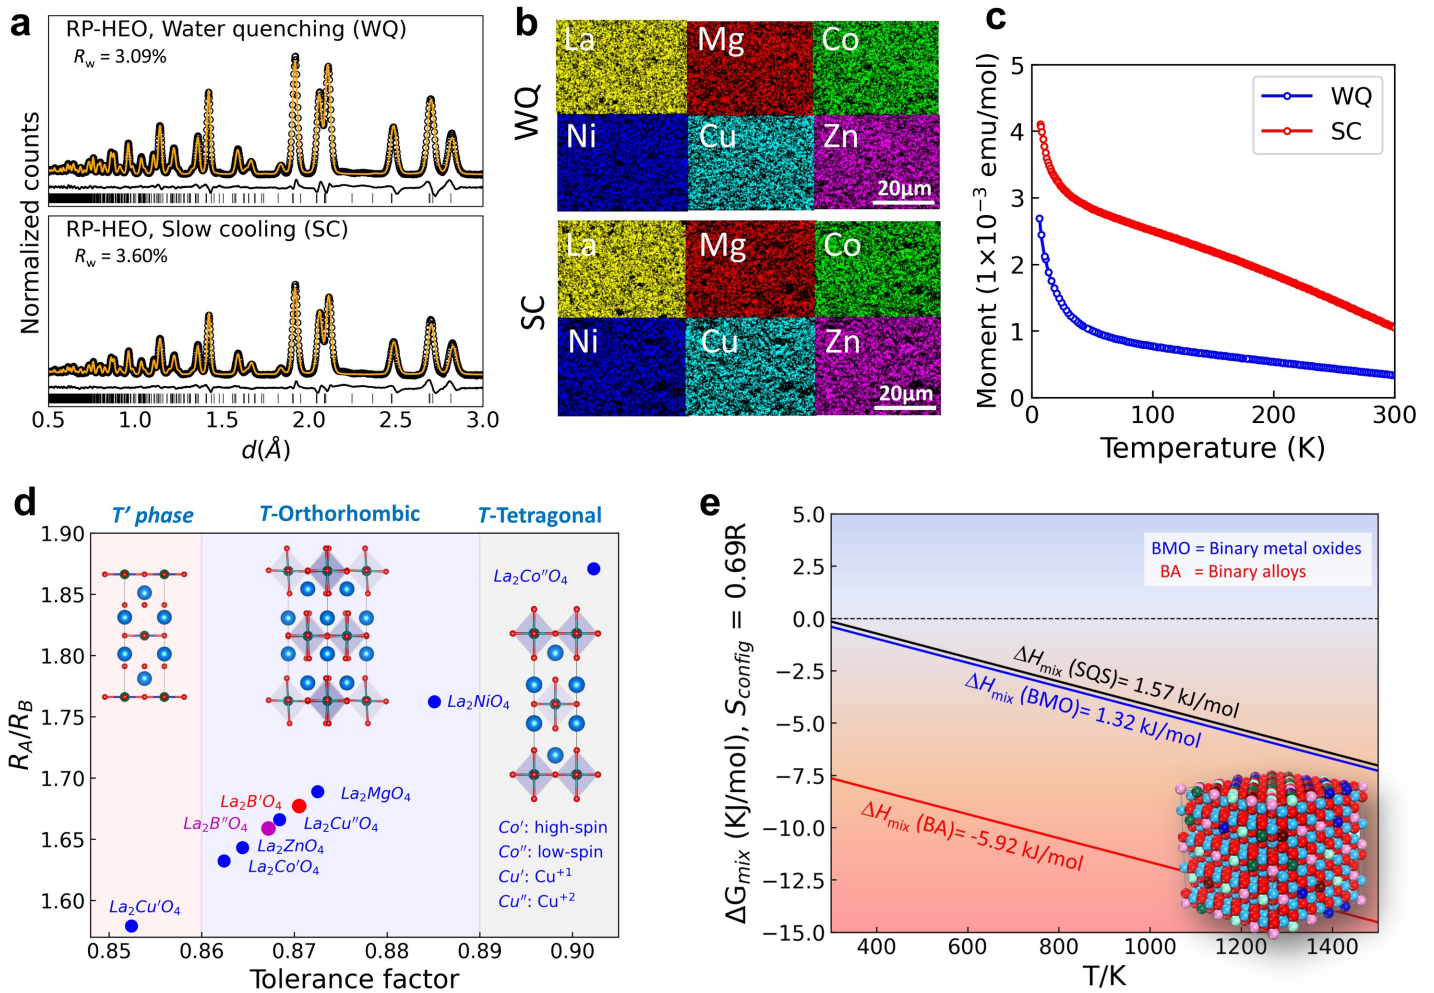 a
RP-HEO, Water quenching (WQ)
Rw = 3.09%
RP-HEO, Slow cooling (SC)
Rw = 3.60%
Normalized counts
0.5 1.0 1.5 2.0 2.5 3.0
d(Å)
b
WQ
La Mg Co
Ni Cu Zn
20μm
SC
La Mg Co
Ni Cu Zn
20μm
c
Moment (1×10−3 emu/mol)
5
4
3
2
1
0
WQ
SC
0 100 200 300
Temperature (K)
d
T′ phase T-Orthorhombic T-Tetragonal
RA/RB
1.90
1.85
1.80
1.75
1.70
1.65
1.60
La2Co″O4
La2NiO4
La2MgO4
La2B′O4
La2Cu″O4
La2B″O4
La2ZnO4
La2Co′O4
La2Cu′O4
Co′: high-spin
Co″: low-spin
Cu′: Cu+1
Cu″: Cu+2
0.85 0.86 0.87 0.88 0.89 0.90
Tolerance factor
e
ΔGmix (KJ/mol), Sconfig = 0.69R
5.0
2.5
0.0
−2.5
−5.0
−7.5
−10.0
−12.5
−15.0
BMO = Binary metal oxides
BA = Binary alloys
ΔHmix (SQS)= 1.57 kJ/mol
ΔHmix (BMO)= 1.32 kJ/mol
ΔHmix (BA)= -5.92 kJ/mol
400 600 800 1000 1200 1400
T/K